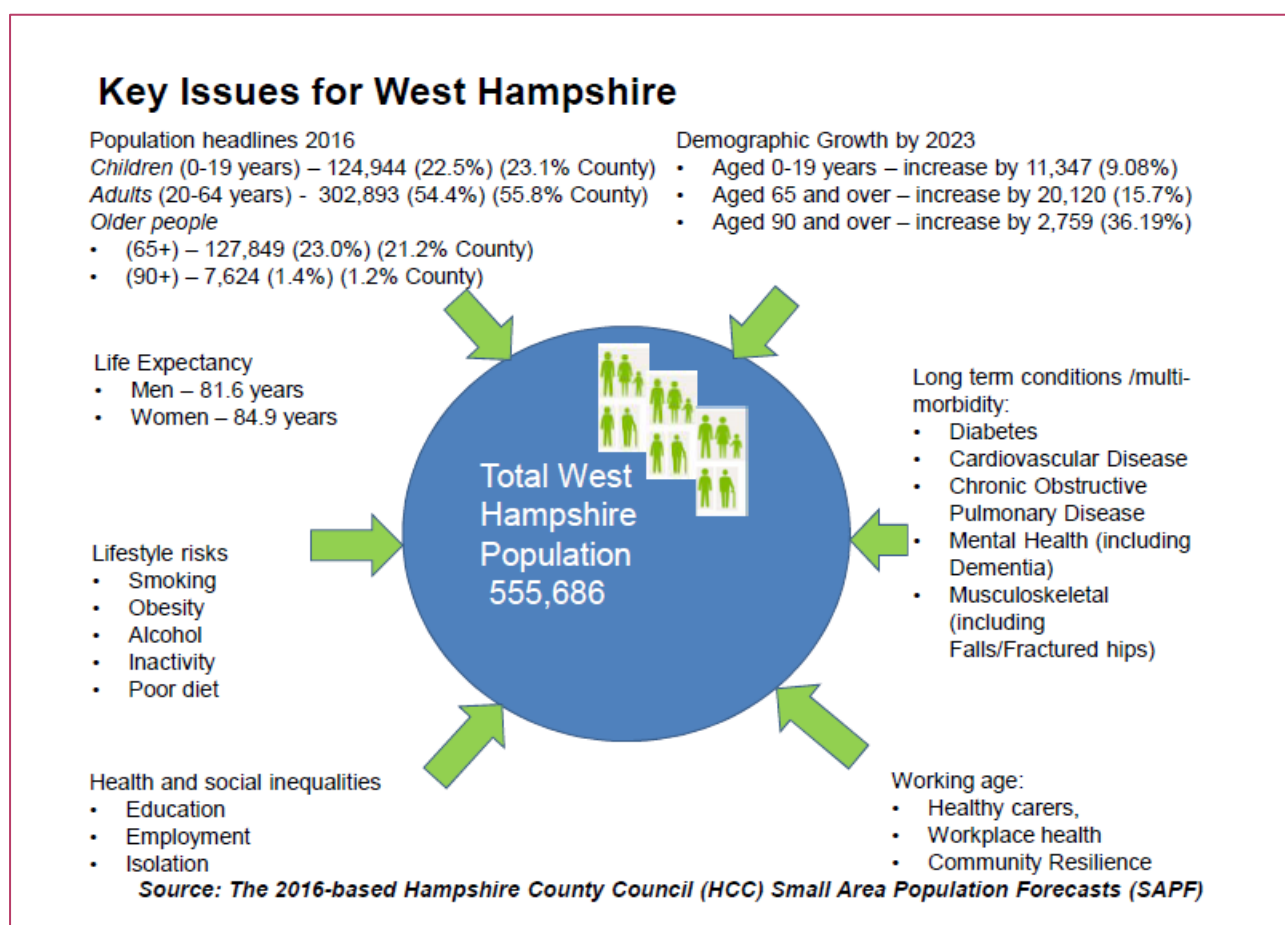 Key Issues for West Hampshire
Population headlines 2016
Children (0-19 years) – 124,944 (22.5%) (23.1% County)
Adults (20-64 years) - 302,893 (54.4%) (55.8% County)
Older people
• (65+) – 127,849 (23.0%) (21.2% County)
• (90+) – 7,624 (1.4%) (1.2% County)
Demographic Growth by 2023
• Aged 0-19 years – increase by 11,347 (9.08%)
• Aged 65 and over – increase by 20,120 (15.7%)
• Aged 90 and over – increase by 2,759 (36.19%)
Life Expectancy
• Men – 81.6 years
• Women – 84.9 years
Total West
Hampshire
Population
555,686
Long term conditions /multi-
morbidity:
• Diabetes
• Cardiovascular Disease
• Chronic Obstructive
Pulmonary Disease
• Mental Health (including
Dementia)
• Musculoskeletal
(including
Falls/Fractured hips)
Lifestyle risks
• Smoking
• Obesity
• Alcohol
• Inactivity
• Poor diet
Health and social inequalities
• Education
• Employment
• Isolation
Working age:
• Healthy carers,
• Workplace health
• Community Resilience
Source: The 2016-based Hampshire County Council (HCC) Small Area Population Forecasts (SAPF)